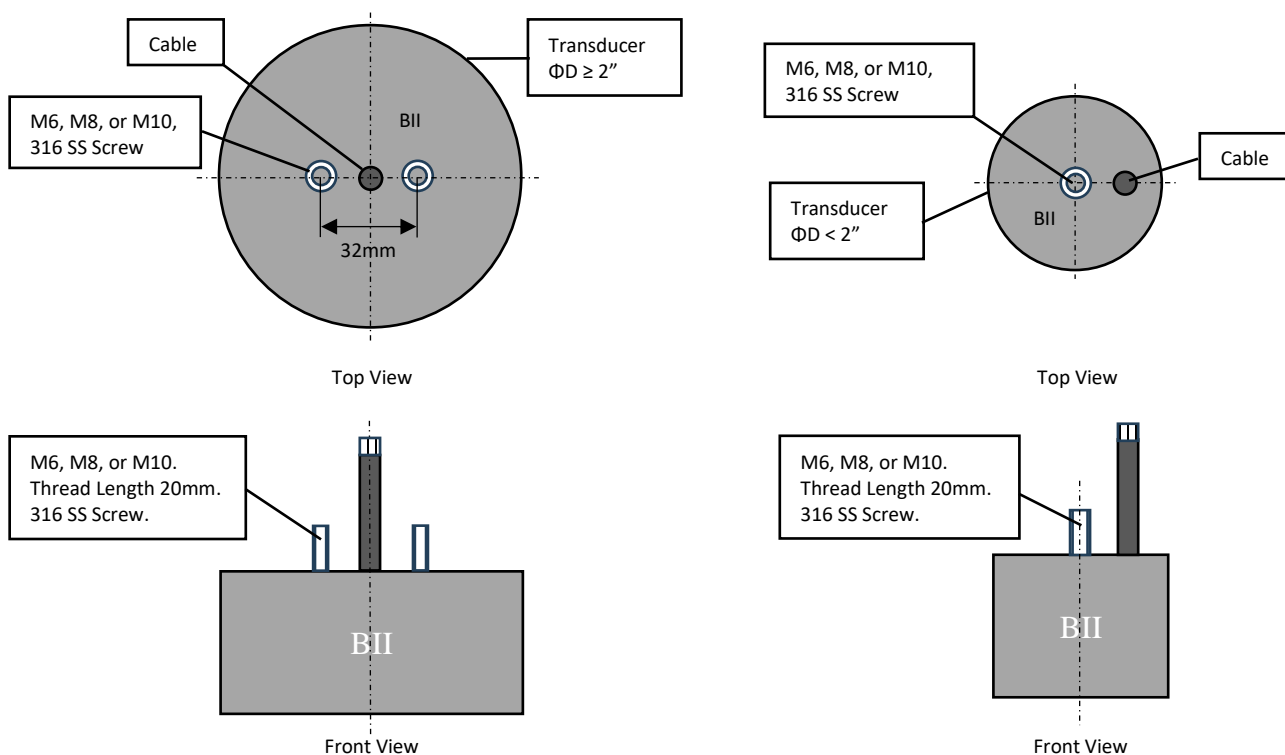 Cable
Transducer
ΦD ≥ 2”
M6, M8, or M10,
316 SS Screw
BII
32mm
Top View
M6, M8, or M10,
316 SS Screw
Cable
Transducer
ΦD < 2”
BII
Top View
M6, M8, or M10.
Thread Length 20mm.
316 SS Screw.
BII
Front View
M6, M8, or M10.
Thread Length 20mm.
316 SS Screw.
BII
Front View